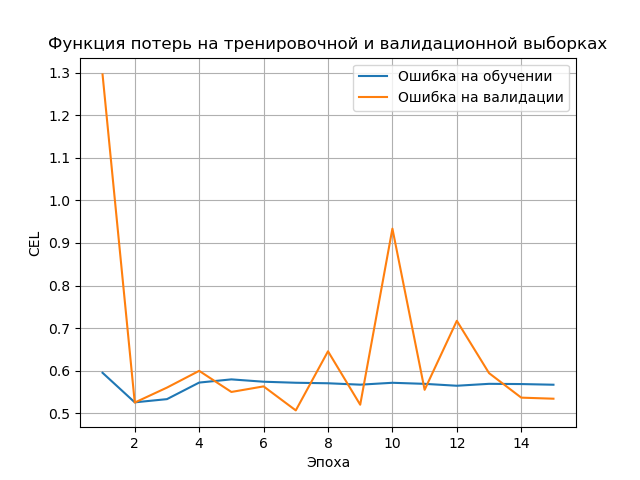 Функция потерь на тренировочной и валидационной выборках
Ошибка на обучении
Ошибка на валидации
1.3
1.2
1.1
1.0
0.9
0.8
0.7
0.6
0.5
CEL
2 4 6 8 10 12 14
Эпоха